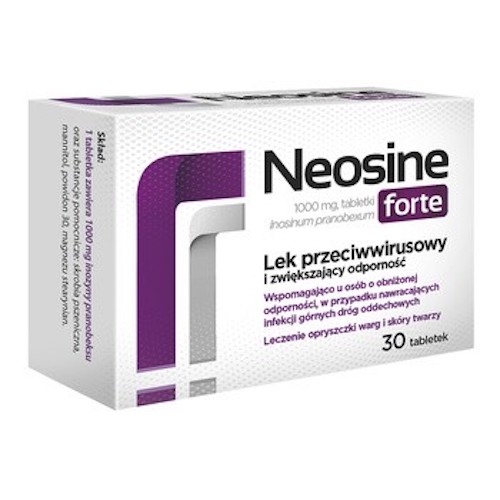 Neosine
forte
Neosine
1000 mg, tabletki
Inosinum pranobexum
forte
Lek przeciwwirusowy
i zwiększający odporność
Wspomagająco u osób o obniżonej
odporności, w przypadku nawracających
infekcji górnych dróg oddechowych
Leczenie opryszczki warg i skóry twarzy
30 tabletek
Skład:
1 tabletka zawiera 1000 mg inozyny pranobeksu
oraz substancje pomocnicze: skrobia pszeniczna,
mannitol, powidon 30, magnezu stearynian.